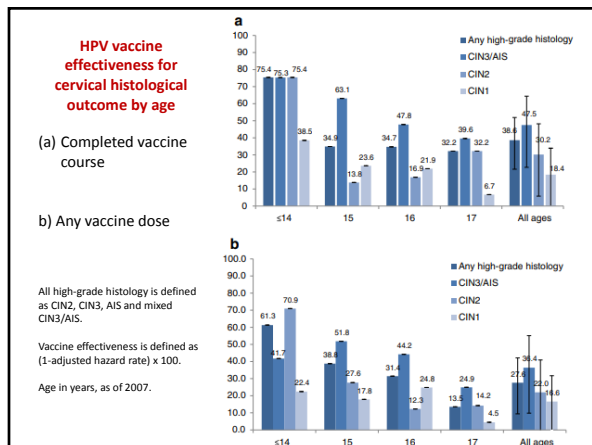 HPV vaccine
effectiveness for
cervical histological
outcome by age
(a) Completed vaccine
course
b) Any vaccine dose
All high-grade histology is defined
as CIN2, CIN3, AIS and mixed
CIN3/AIS.
Vaccine effectiveness is defined as
(1-adjusted hazard rate) x 100.
Age in years, as of 2007.
a
Any high-grade histology
CIN3/AIS
CIN2
CIN1
90
80
70
60
50
40
30
20
10
0
75.4 75.3 75.4 38.5
34.9 63.1 13.8 23.6
34.7 47.8 16.9 21.9
32.2 39.6 32.2 6.7
38.6 47.5 30.2 18.4
≤14 15 16 17 All ages
b
Any high-grade histology
CIN3/AIS
CIN2
CIN1
100.0
90.0
80.0
70.0
60.0
50.0
40.0
30.0
20.0
10.0
0.0
61.3 41.7 70.9 22.4
38.8 51.8 27.6 17.8
31.4 44.2 12.3 24.8
13.5 24.9 14.2 4.5
27.6 36.4 22.0 16.6
≤14 15 16 17 All ages